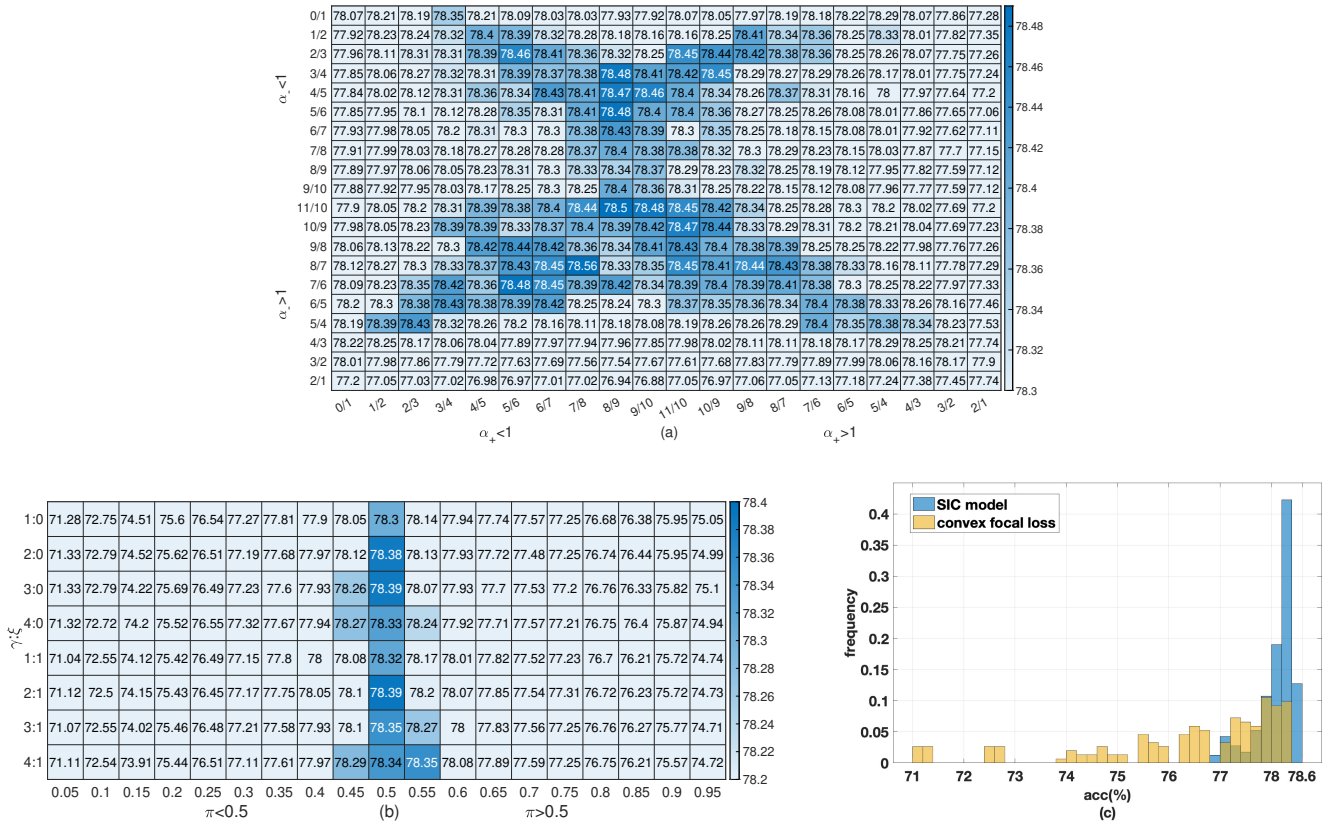 0/1 78.07 78.21 78.19 78.35 78.21 78.09 78.03 78.03 77.93 77.92 78.07 78.05 77.97 78.19 78.18 78.22 78.29 78.07 77.86 77.28
1/2 77.92 78.23 78.24 78.32 78.4 78.39 78.32 78.28 78.18 78.16 78.16 78.25 78.41 78.34 78.36 78.25 78.33 78.01 77.82 77.35
2/3 77.96 78.11 78.31 78.31 78.39 78.46 78.41 78.36 78.32 78.25 78.45 78.44 78.42 78.38 78.36 78.25 78.26 78.07 77.75 77.26
3/4 77.85 78.06 78.27 78.32 78.31 78.39 78.37 78.38 78.48 78.41 78.42 78.45 78.29 78.27 78.29 78.26 78.17 78.01 77.75 77.24
4/5 77.84 78.02 78.12 78.31 78.36 78.34 78.43 78.41 78.47 78.46 78.4 78.34 78.26 78.37 78.31 78.16 78 77.97 77.64 77.2
5/6 77.85 77.95 78.1 78.12 78.28 78.35 78.31 78.41 78.48 78.4 78.4 78.36 78.27 78.25 78.26 78.08 78.01 77.86 77.65 77.06
6/7 77.93 77.98 78.05 78.2 78.31 78.3 78.3 78.38 78.43 78.39 78.3 78.35 78.25 78.18 78.15 78.08 78.01 77.92 77.62 77.11
7/8 77.91 77.99 78.03 78.18 78.27 78.28 78.28 78.37 78.4 78.38 78.38 78.32 78.3 78.29 78.23 78.15 78.03 77.87 77.7 77.15
8/9 77.89 77.97 78.06 78.05 78.23 78.31 78.3 78.33 78.34 78.37 78.29 78.23 78.32 78.25 78.19 78.12 77.95 77.82 77.59 77.12
9/10 77.88 77.92 77.95 78.03 78.17 78.25 78.3 78.25 78.4 78.36 78.31 78.25 78.22 78.15 78.12 78.08 77.96 77.77 77.59 77.12
11/10 77.9 78.05 78.2 78.31 78.39 78.38 78.4 78.44 78.5 78.48 78.45 78.42 78.34 78.25 78.28 78.3 78.2 78.02 77.69 77.2
10/9 77.98 78.05 78.23 78.39 78.39 78.33 78.37 78.4 78.39 78.42 78.47 78.44 78.33 78.29 78.31 78.2 78.21 78.04 77.69 77.23
9/8 78.06 78.13 78.22 78.3 78.42 78.44 78.42 78.36 78.34 78.41 78.43 78.4 78.38 78.39 78.25 78.25 78.22 77.98 77.76 77.26
8/7 78.12 78.27 78.3 78.33 78.37 78.43 78.45 78.56 78.33 78.35 78.45 78.41 78.44 78.43 78.38 78.33 78.16 78.11 77.78 77.29
7/6 78.09 78.23 78.35 78.42 78.36 78.48 78.45 78.39 78.42 78.34 78.39 78.4 78.39 78.41 78.38 78.3 78.25 78.22 77.97 77.33
6/5 78.2 78.3 78.38 78.43 78.38 78.39 78.42 78.25 78.24 78.3 78.37 78.35 78.36 78.34 78.4 78.38 78.33 78.26 78.16 77.46
5/4 78.19 78.39 78.43 78.32 78.26 78.2 78.16 78.11 78.18 78.08 78.19 78.26 78.26 78.29 78.4 78.35 78.38 78.34 78.23 77.53
4/3 78.22 78.25 78.17 78.06 78.04 77.89 77.97 77.94 77.96 77.85 77.98 78.02 78.11 78.11 78.18 78.17 78.29 78.25 78.21 77.74
3/2 78.01 77.98 77.86 77.79 77.72 77.63 77.69 77.56 77.54 77.67 77.61 77.68 77.83 77.79 77.89 77.99 78.06 78.16 78.17 77.9
2/1 77.2 77.05 77.03 77.02 76.98 76.97 77.01 77.02 76.94 76.88 77.05 76.97 77.06 77.05 77.13 77.18 77.24 77.38 77.45 77.74
0/1 1/2 2/3 3/4 4/5 5/6 6/7 7/8 8/9 9/10 11/10 10/9 9/8 8/7 7/6 6/5 5/4 4/3 3/2 2/1
α₋<1
α₋>1
α₊<1 (a) α₊>1
78.48
78.46
78.44
78.42
78.4
78.38
78.36
78.34
78.32
78.3
1:0 71.28 72.75 74.51 75.6 76.54 77.27 77.81 77.9 78.05 78.3 78.14 77.94 77.74 77.57 77.25 76.68 76.38 75.95 75.05
2:0 71.33 72.79 74.52 75.62 76.51 77.19 77.68 77.97 78.12 78.38 78.13 77.93 77.72 77.48 77.25 76.74 76.44 75.95 74.99
3:0 71.33 72.79 74.22 75.69 76.49 77.23 77.6 77.93 78.26 78.39 78.07 77.93 77.7 77.53 77.2 76.76 76.33 75.82 75.1
4:0 71.32 72.72 74.2 75.52 76.55 77.32 77.67 77.94 78.27 78.33 78.24 77.92 77.71 77.57 77.21 76.82 76.4 75.87 74.94
1:1 71.04 72.55 74.12 75.42 76.49 77.15 77.8 78 78.08 78.32 78.17 78.01 77.82 77.52 77.23 76.7 76.21 75.72 74.74
2:1 71.12 72.5 74.15 75.43 76.45 77.17 77.75 78.05 78.1 78.39 78.2 78.07 77.85 77.54 77.31 76.72 76.23 75.72 74.73
3:1 71.07 72.55 74.02 75.46 76.48 77.21 77.58 77.93 78.1 78.35 78.27 78 77.83 77.56 77.25 76.76 76.27 75.77 74.71
4:1 71.11 72.54 73.91 75.44 76.51 77.11 77.61 77.97 78.29 78.34 78.35 78.08 77.89 77.59 77.25 76.76 76.21 75.57 74.72
0.05 0.1 0.15 0.2 0.25 0.3 0.35 0.4 0.45 0.5 0.55 0.6 0.65 0.7 0.75 0.8 0.85 0.9 0.95
γ:ξ
π<0.5 (b) π>0.5
78.4
78.38
78.36
78.34
78.32
78.3
78.28
78.26
78.24
78.22
78.2
SIC model
convex focal loss
0.4
0.35
0.3
0.25
0.2
0.15
0.1
0.05
0
frequency
71 72 73 74 75 76 77 78 78.6
acc(%)
(c)